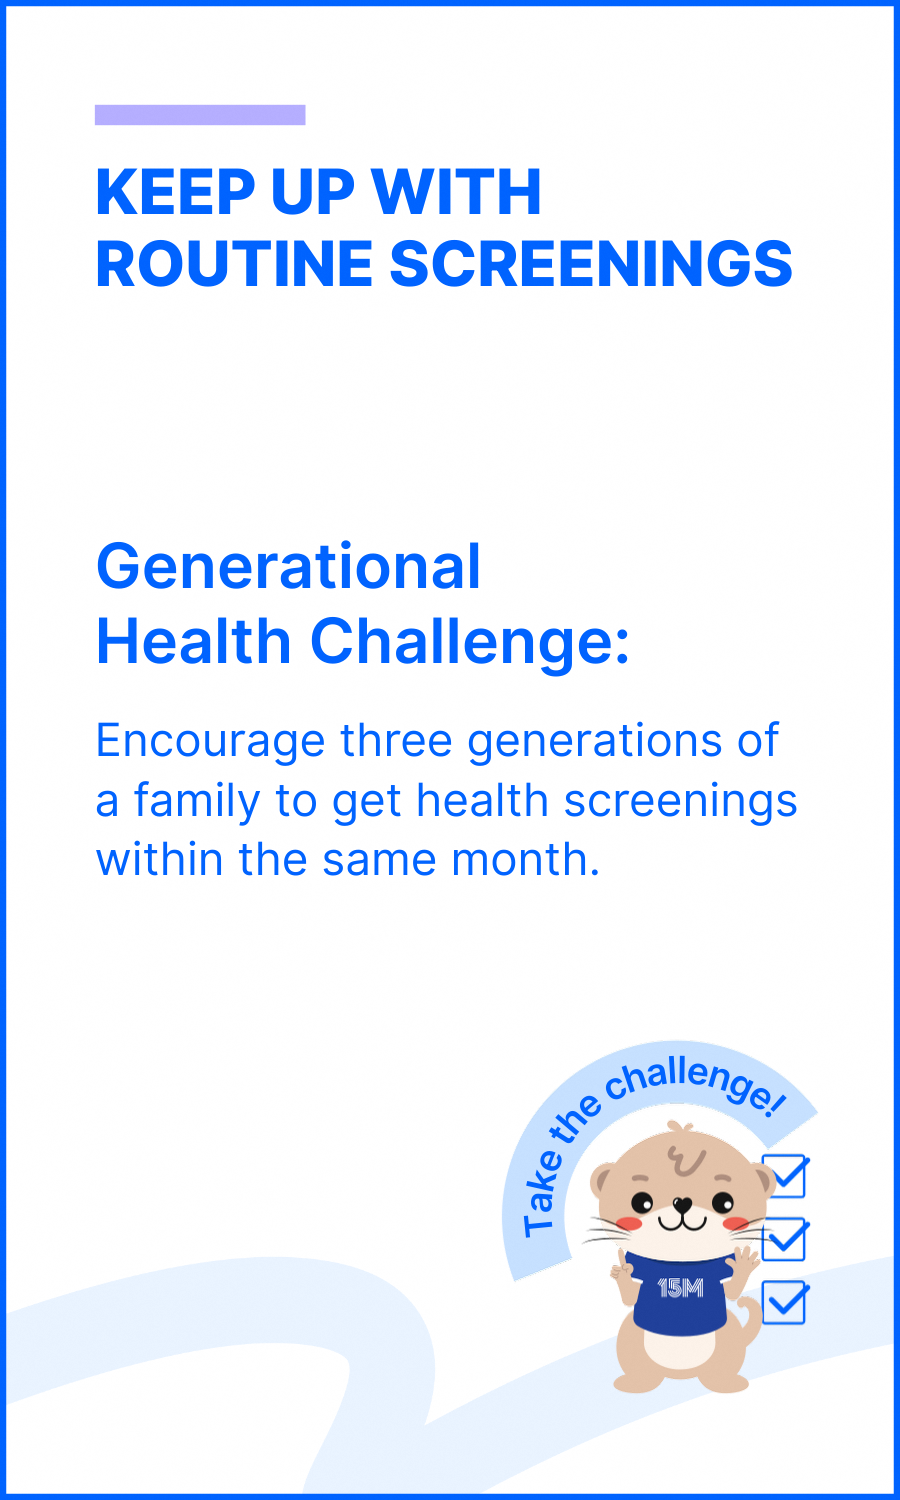 KEEP UP WITH
ROUTINE SCREENINGS
Generational
Health Challenge:
Encourage three generations of
a family to get health screenings
within the same month.
Take the challenge!
15M